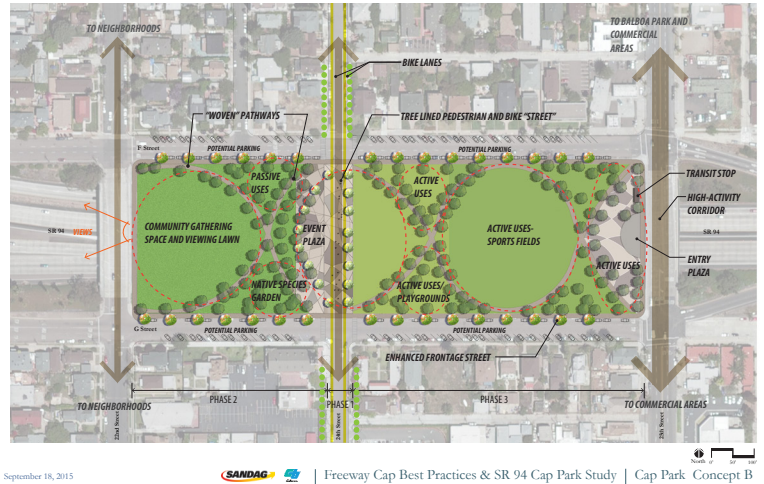 TO NEIGHBORHOODS
TO BALBOA PARK AND
COMMERCIAL
AREAS
BIKE LANES
"WOVEN" PATHWAYS
TREE LINED PEDESTRIAN AND BIKE "STREET"
F Street
POTENTIAL PARKING
POTENTIAL PARKING
PASSIVE
USES
ACTIVE
USES
TRANSIT STOP
HIGH-ACTIVITY
CORRIDOR
SR 94
VIEWS
COMMUNITY GATHERING
SPACE AND VIEWING LAWN
EVENT
PLAZA
ACTIVE USES-
SPORTS FIELDS
SR 94
ENTRY
PLAZA
ACTIVE USES
NATIVE SPECIES
GARDEN
ACTIVE USES/
PLAYGROUNDS
G Street
POTENTIAL PARKING
POTENTIAL PARKING
ENHANCED FRONTAGE STREET
PHASE 2
PHASE 1
PHASE 3
TO NEIGHBORHOODS
TO COMMERCIAL AREAS
22nd Street
24th Street
25th Street
North
0'
50'
100'
September 18, 2015
SANDAG
| Freeway Cap Best Practices & SR 94 Cap Park Study | Cap Park Concept B